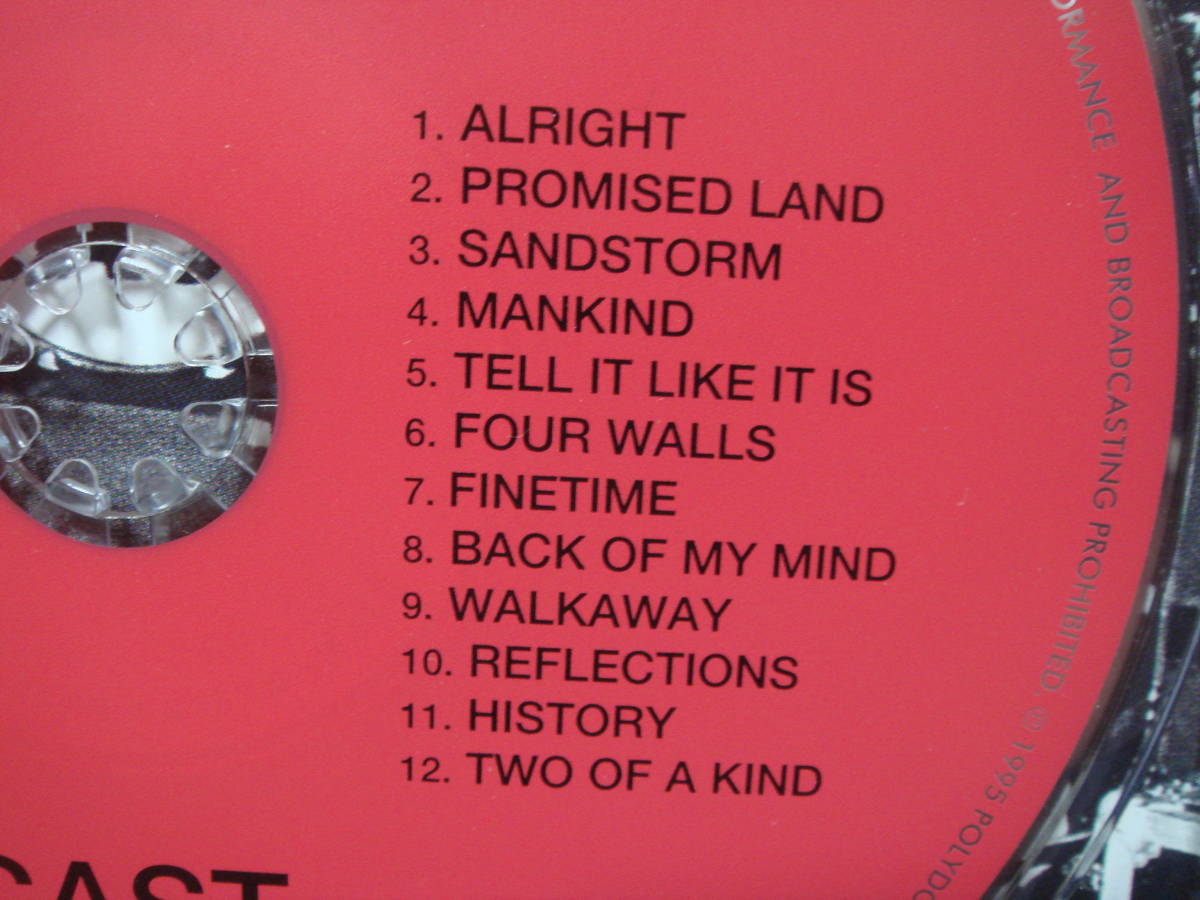 1. ALRIGHT
2. PROMISED LAND
3. SANDSTORM
4. MANKIND
5. TELL IT LIKE IT IS
6. FOUR WALLS
7. FINETIME
8. BACK OF MY MIND
9. WALKAWAY
10. REFLECTIONS
11. HISTORY
12. TWO OF A KIND
CAST
AND BROADCASTING PROHIBITED. ℗ 1995